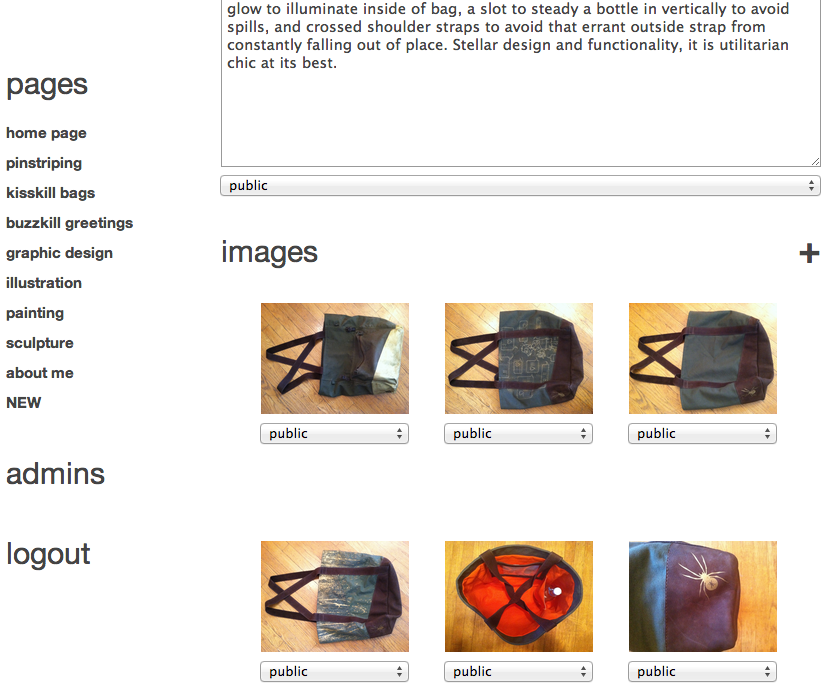 glow to illuminate inside of bag, a slot to steady a bottle in vertically to avoid
spills, and crossed shoulder straps to avoid that errant outside strap from
constantly falling out of place. Stellar design and functionality, it is utilitarian
chic at its best.
public
pages
home page
pinstriping
kisskill bags
buzzkill greetings
graphic design
illustration
painting
sculpture
about me
NEW
admins
logout
images
+
public
public
public
public
public
public